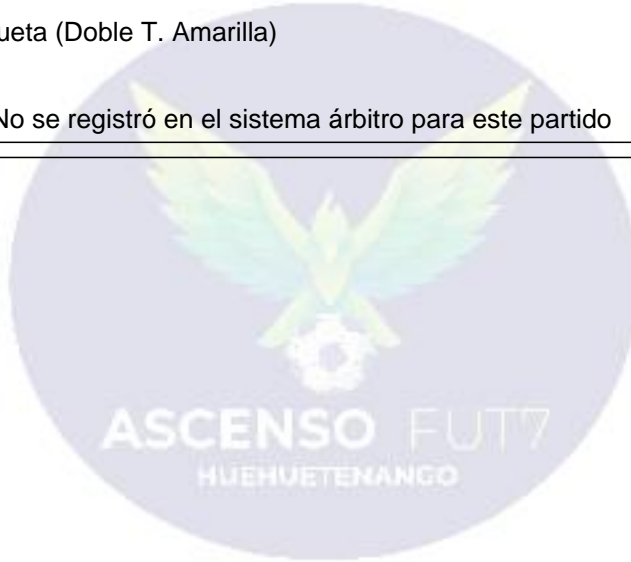 ueta (Doble T. Amarilla)
No se registró en el sistema árbitro para este partido
ASCENSO FUT7
HUEHUETENANGO